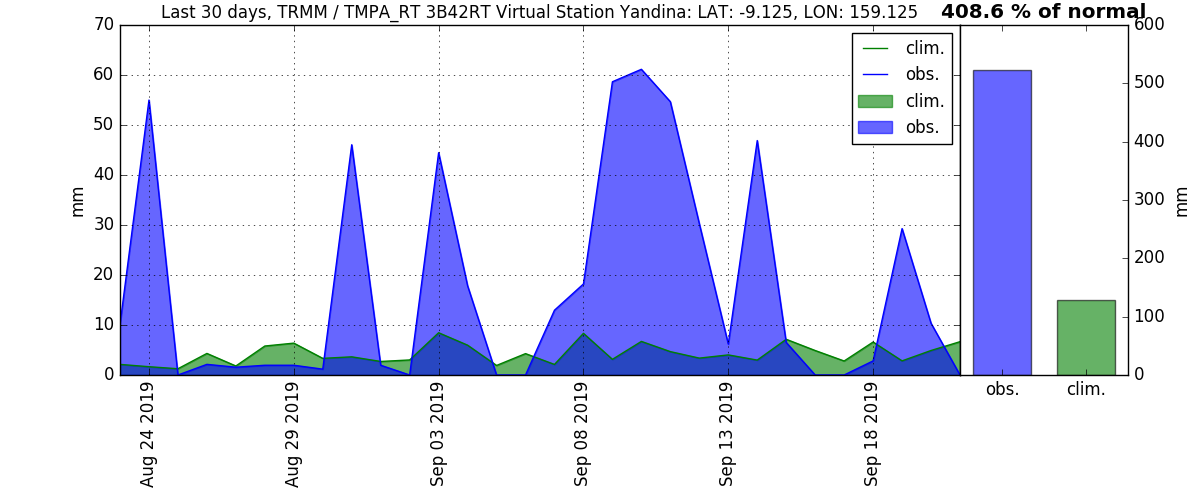 Last 30 days, TRMM / TMPA_RT 3B42RT Virtual Station Yandina: LAT: -9.125, LON: 159.125
408.6 % of normal
70
60
50
40
30
20
10
0
mm
clim.
obs.
clim.
obs.
Aug 24 2019
Aug 29 2019
Sep 03 2019
Sep 08 2019
Sep 13 2019
Sep 18 2019
600
500
400
300
200
100
0
mm
obs.
clim.